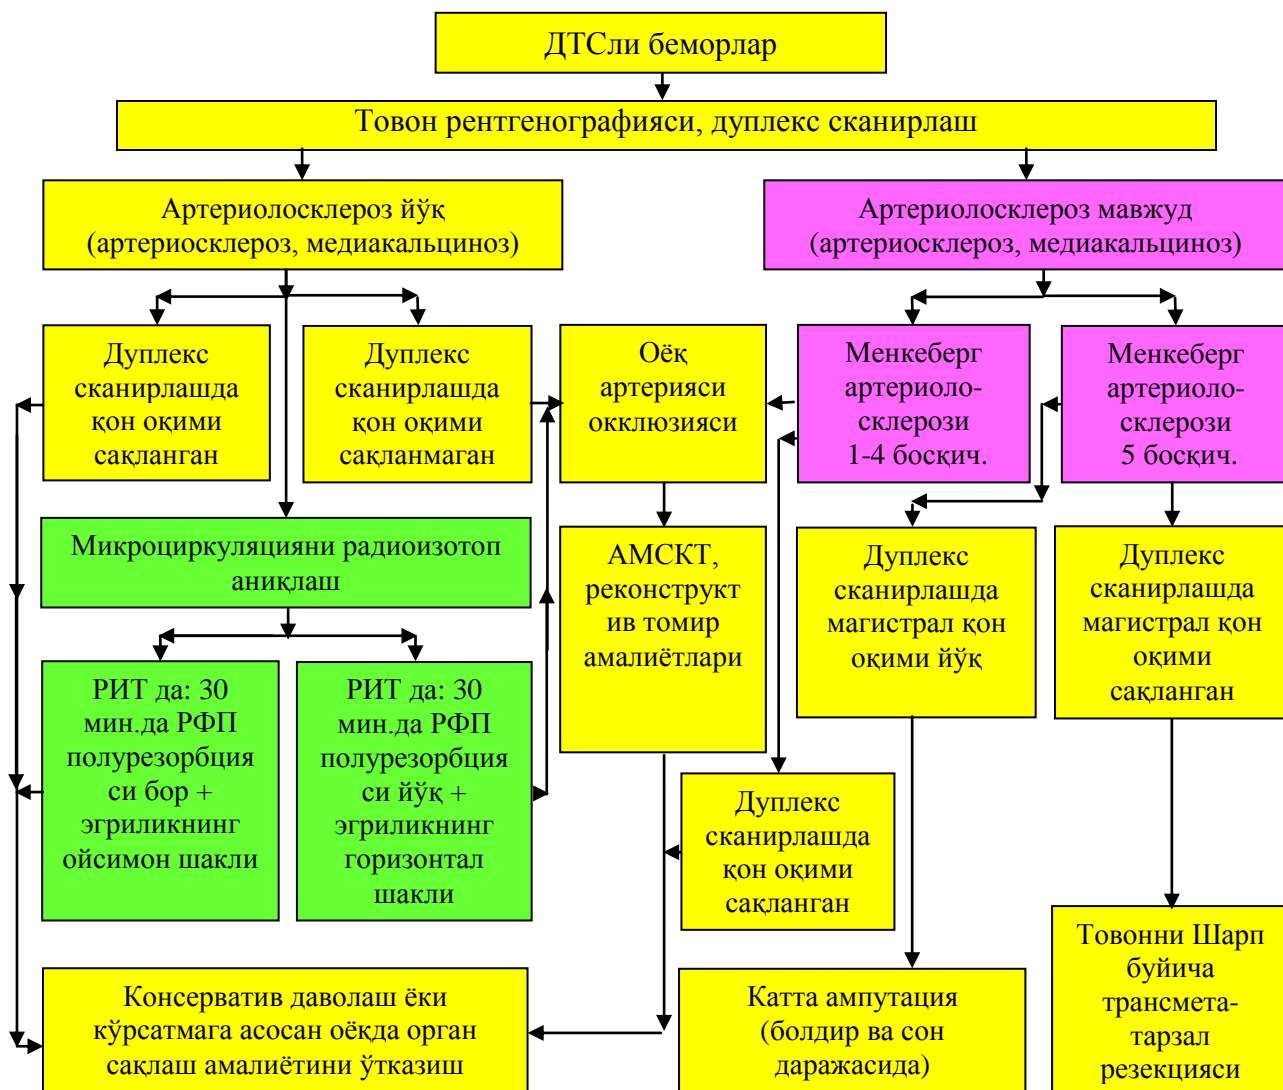 ДТСли беморлар
Товон рентгенографияси, дуплекс сканирлаш
Артериолосклероз йўқ
(артериосклероз, медиакальциноз)
Артериолосклероз мавжуд
(артериосклероз, медиакальциноз)
Дуплекс
сканирлашда
қон оқими
сақланган
Дуплекс
сканирлашда
қон оқими
сақланмаган
Оёқ
артерияси
окклюзияси
Менкеберг
артериоло-
склерози
1-4 босқич.
Менкеберг
артериоло-
склерози
5 босқич.
Микроциркуляцияни радиоизотоп
аниқлаш
АМСКТ,
реконструкт
ив томир
амалиётлари
Дуплекс
сканирлашда
магистрал қон
оқими йўқ
Дуплекс
сканирлашда
магистрал қон
оқими
сақланган
РИТ да: 30
мин.да РФП
полурезорбция
си бор +
эгриликнинг
ойсимон шакли
РИТ да: 30
мин.да РФП
полурезорбция
си йўқ +
эгриликнинг
горизонтал
шакли
Дуплекс
сканирлашда
қон оқими
сақланган
Консерватив даволаш ёки
кўрсатмага асосан оёқда орган
сақлаш амалиётини ўтказиш
Катта ампутация
(болдир ва сон
даражасида)
Товонни Шарп
буйича
трансмета-
тарзал
резекцияси